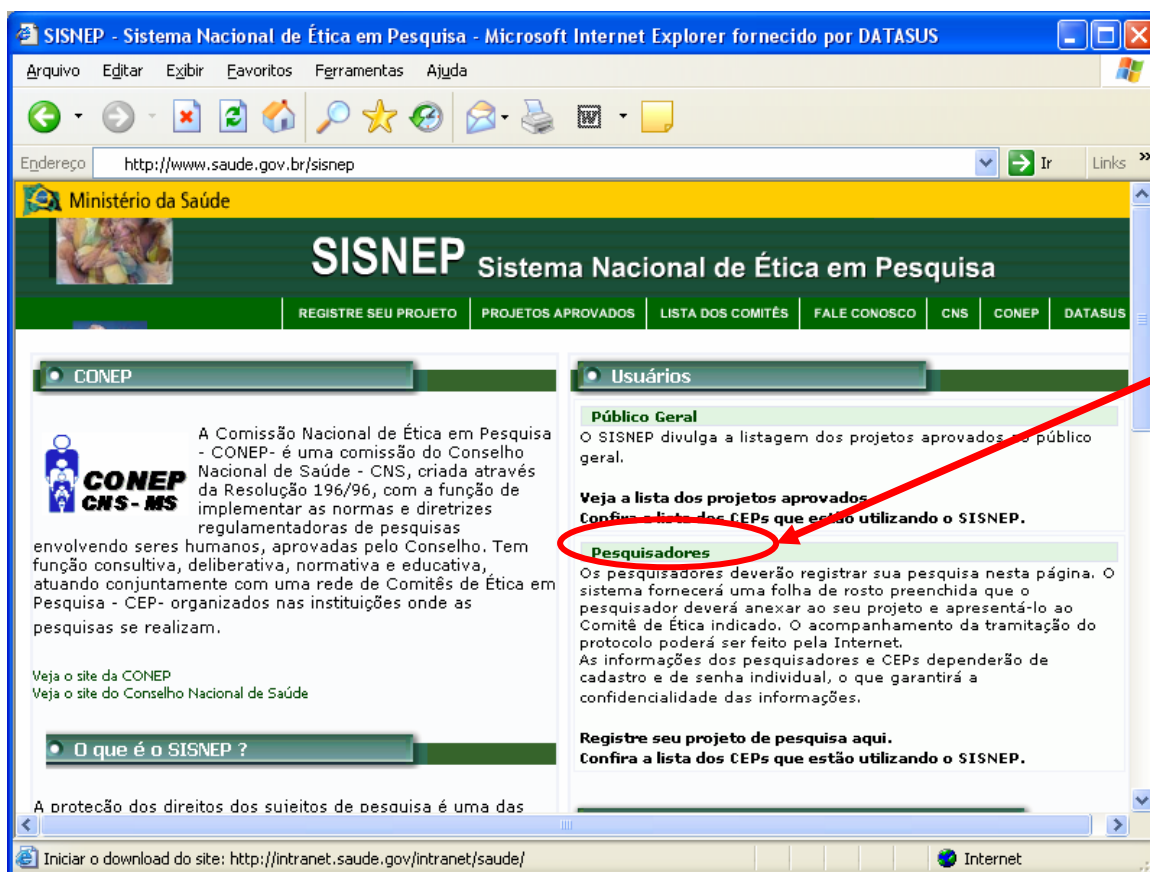 SISNEP - Sistema Nacional de Ética em Pesquisa - Microsoft Internet Explorer fornecido por DATASUS
Arquivo Editar Exibir Favoritos Ferramentas Ajuda
Endereço http://www.saude.gov.br/sisnep Ir Links »
Ministério da Saúde
SISNEP Sistema Nacional de Ética em Pesquisa
REGISTRE SEU PROJETO PROJETOS APROVADOS LISTA DOS COMITÊS FALE CONOSCO CNS CONEP DATASUS
CONEP
CONEP
CNS - MS
A Comissão Nacional de Ética em Pesquisa
- CONEP- é uma comissão do Conselho
Nacional de Saúde - CNS, criada através
da Resolução 196/96, com a função de
implementar as normas e diretrizes
regulamentadoras de pesquisas
envolvendo seres humanos, aprovadas pelo Conselho. Tem
função consultiva, deliberativa, normativa e educativa,
atuando conjuntamente com uma rede de Comitês de Ética em
Pesquisa - CEP- organizados nas instituições onde as
pesquisas se realizam.
Veja o site da CONEP
Veja o site do Conselho Nacional de Saúde
O que é o SISNEP ?
A proteção dos direitos dos sujeitos de pesquisa é uma das
Usuários
Público Geral
O SISNEP divulga a listagem dos projetos aprovados ao público
geral.
Veja a lista dos projetos aprovados.
Confira a lista dos CEPs que estão utilizando o SISNEP.
Pesquisadores
Os pesquisadores deverão registrar sua pesquisa nesta página. O
sistema fornecerá uma folha de rosto preenchida que o
pesquisador deverá anexar ao seu projeto e apresentá-lo ao
Comitê de Ética indicado. O acompanhamento da tramitação do
protocolo poderá ser feito pela Internet.
As informações dos pesquisadores e CEPs dependerão de
cadastro e de senha individual, o que garantirá a
confidencialidade das informações.
Registre seu projeto de pesquisa aqui.
Confira a lista dos CEPs que estão utilizando o SISNEP.
Iniciar o download do site: http://intranet.saude.gov/intranet/saude/ Internet